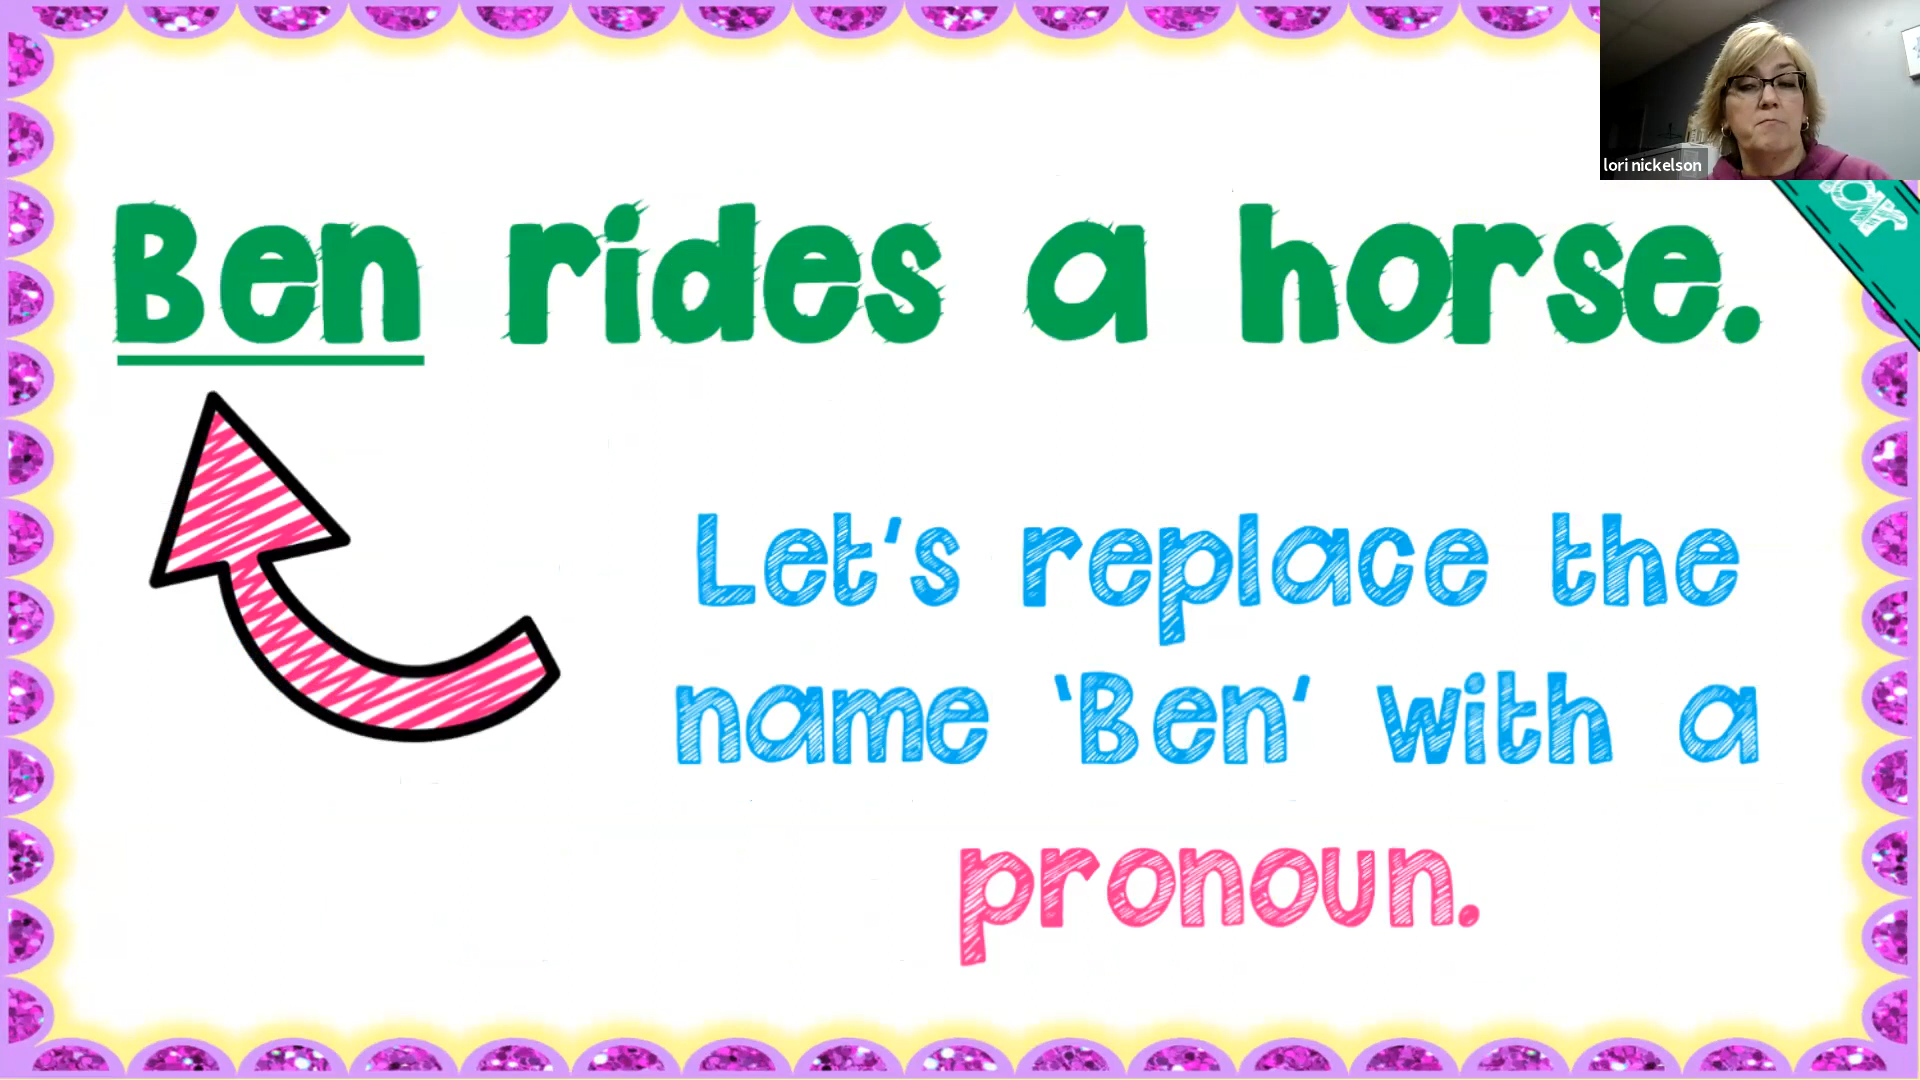 lori nickelson
Ben rides a horse.
Let's replace the
name 'Ben' with a
pronoun.